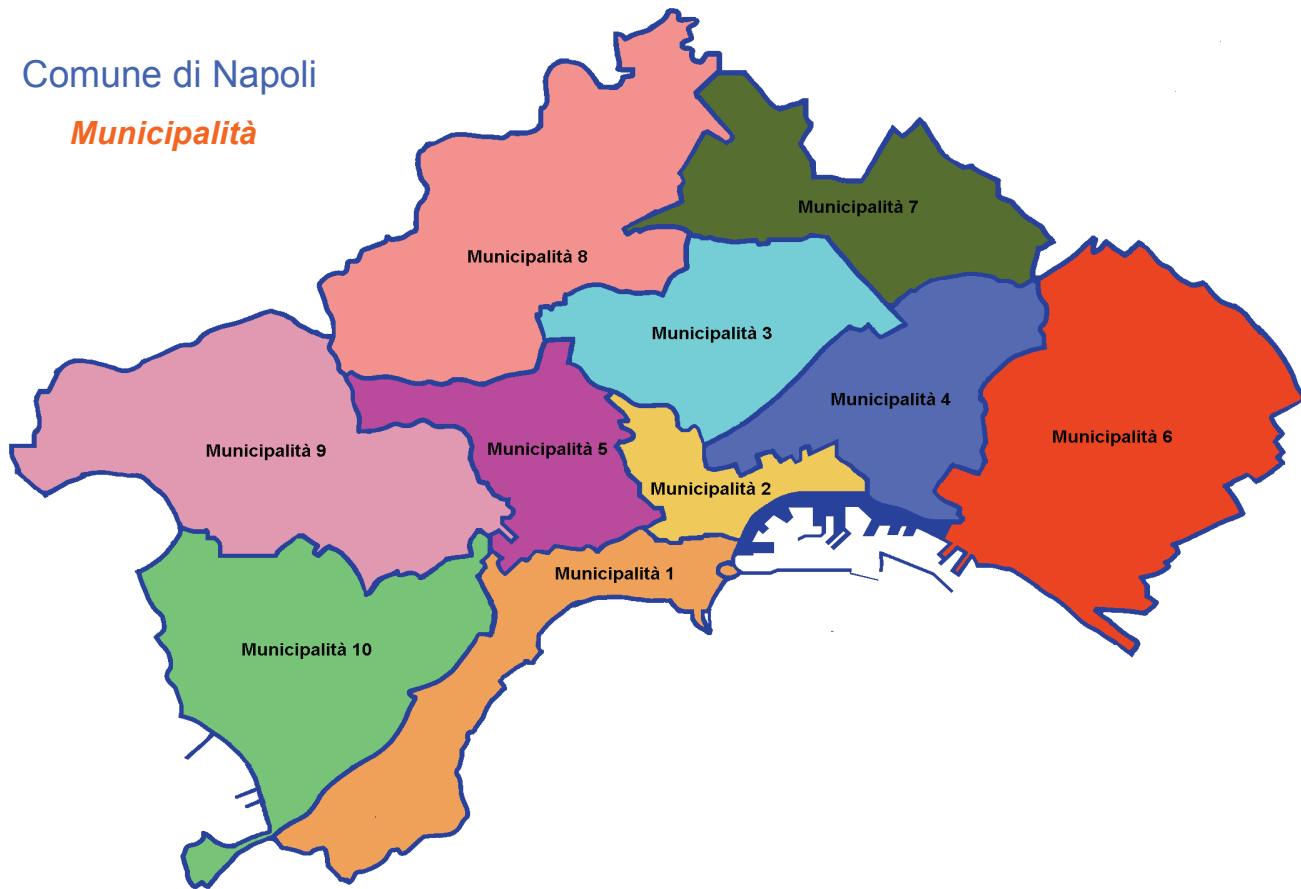 Comune di Napoli
Municipalità
Municipalità 7
Municipalità 8
Municipalità 3
Municipalità 4
Municipalità 6
Municipalità 9
Municipalità 5
Municipalità 2
Municipalità 1
Municipalità 10